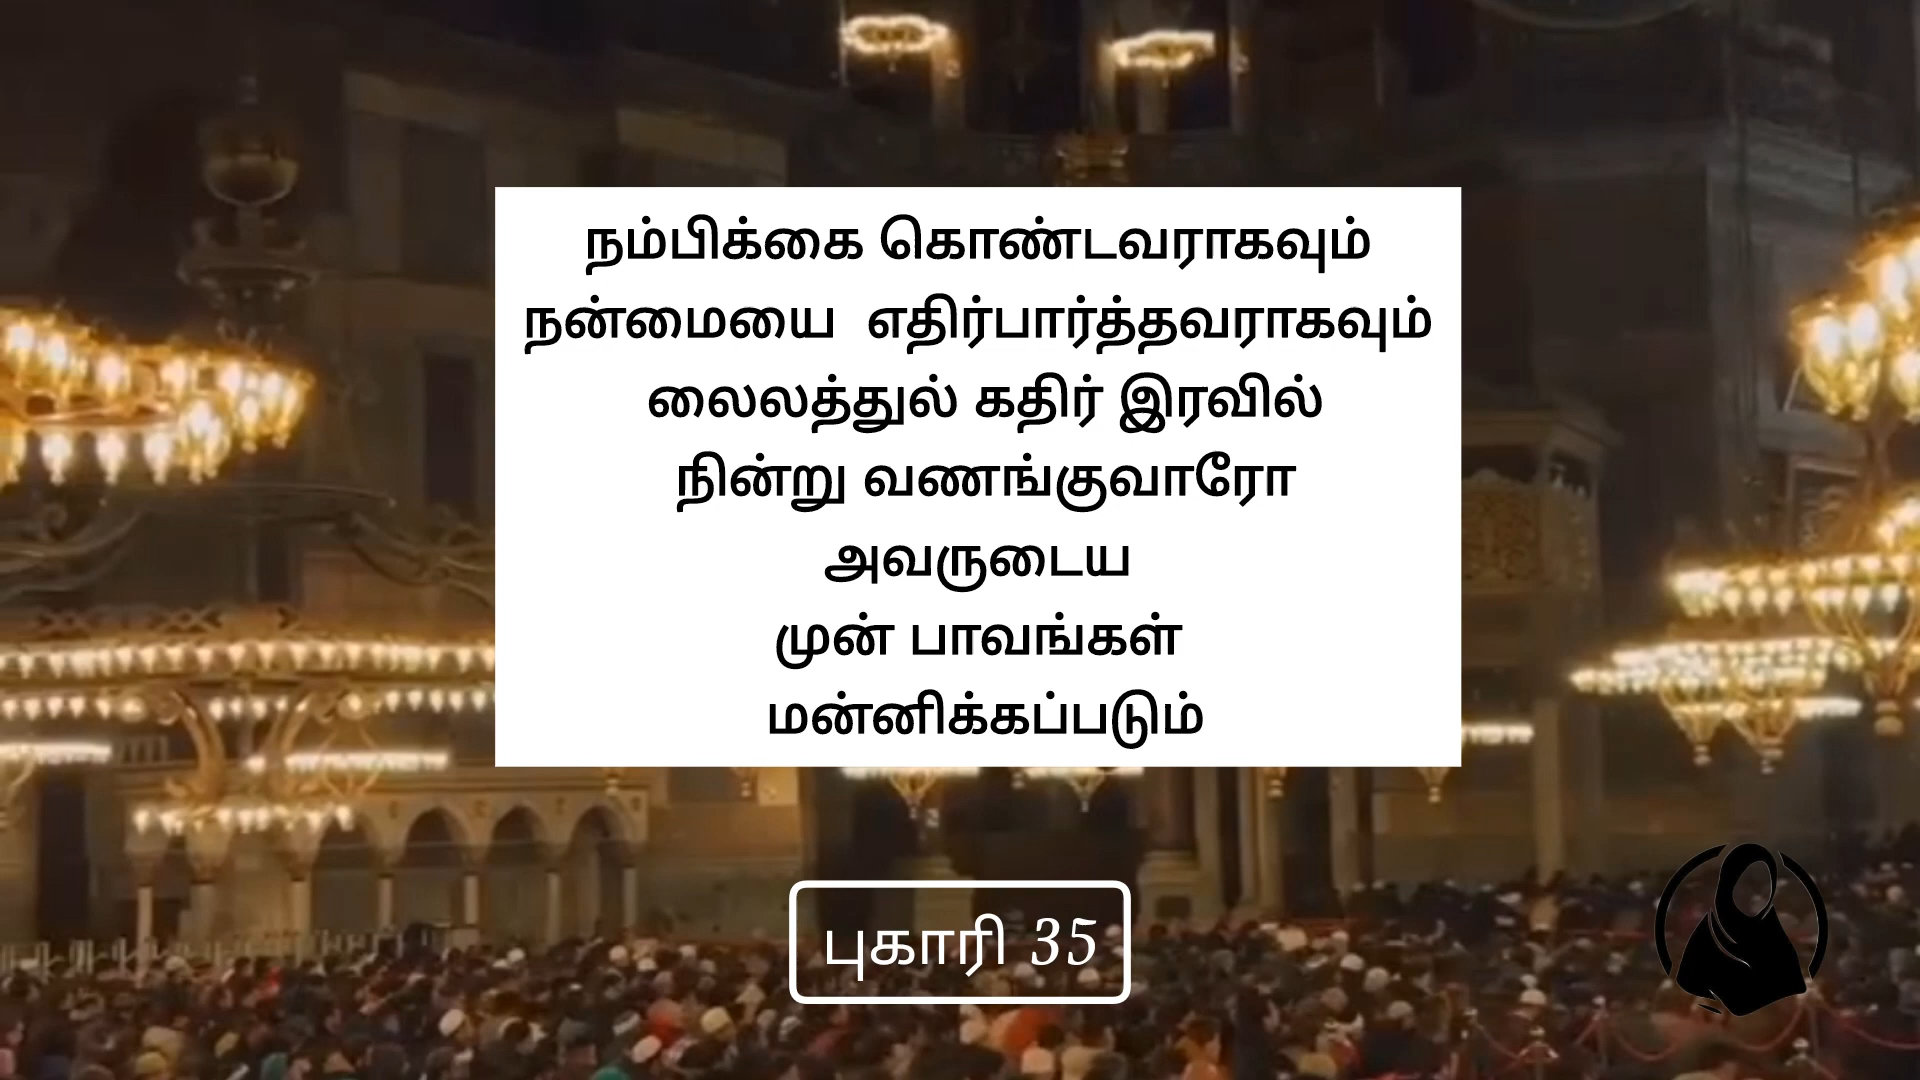 நம்பிக்கை கொண்டவராகவும்
நன்மையை எதிர்பார்த்தவராகவும்
லைலத்துல் கதிர் இரவில்
நின்று வணங்குவாரோ
அவருடைய
முன் பாவங்கள்
மன்னிக்கப்படும்
புகாரி 35